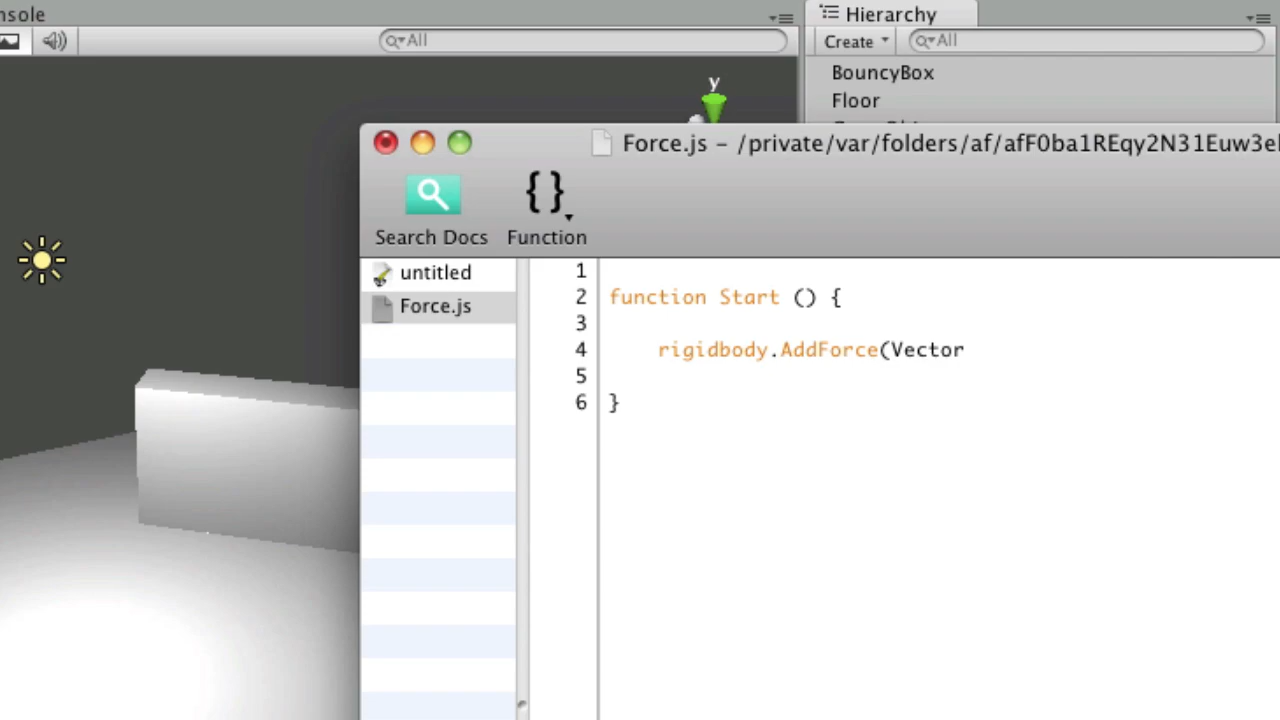 nsole
Hierarchy
All
Create
All
BouncyBox
Floor
y
Force.js – /private/var/folders/af/afF0ba1REqy2N31Euw3e
Search Docs
Function
untitled
Force.js
1
2 function Start () {
3
4 rigidbody.AddForce(Vector
5
6 }